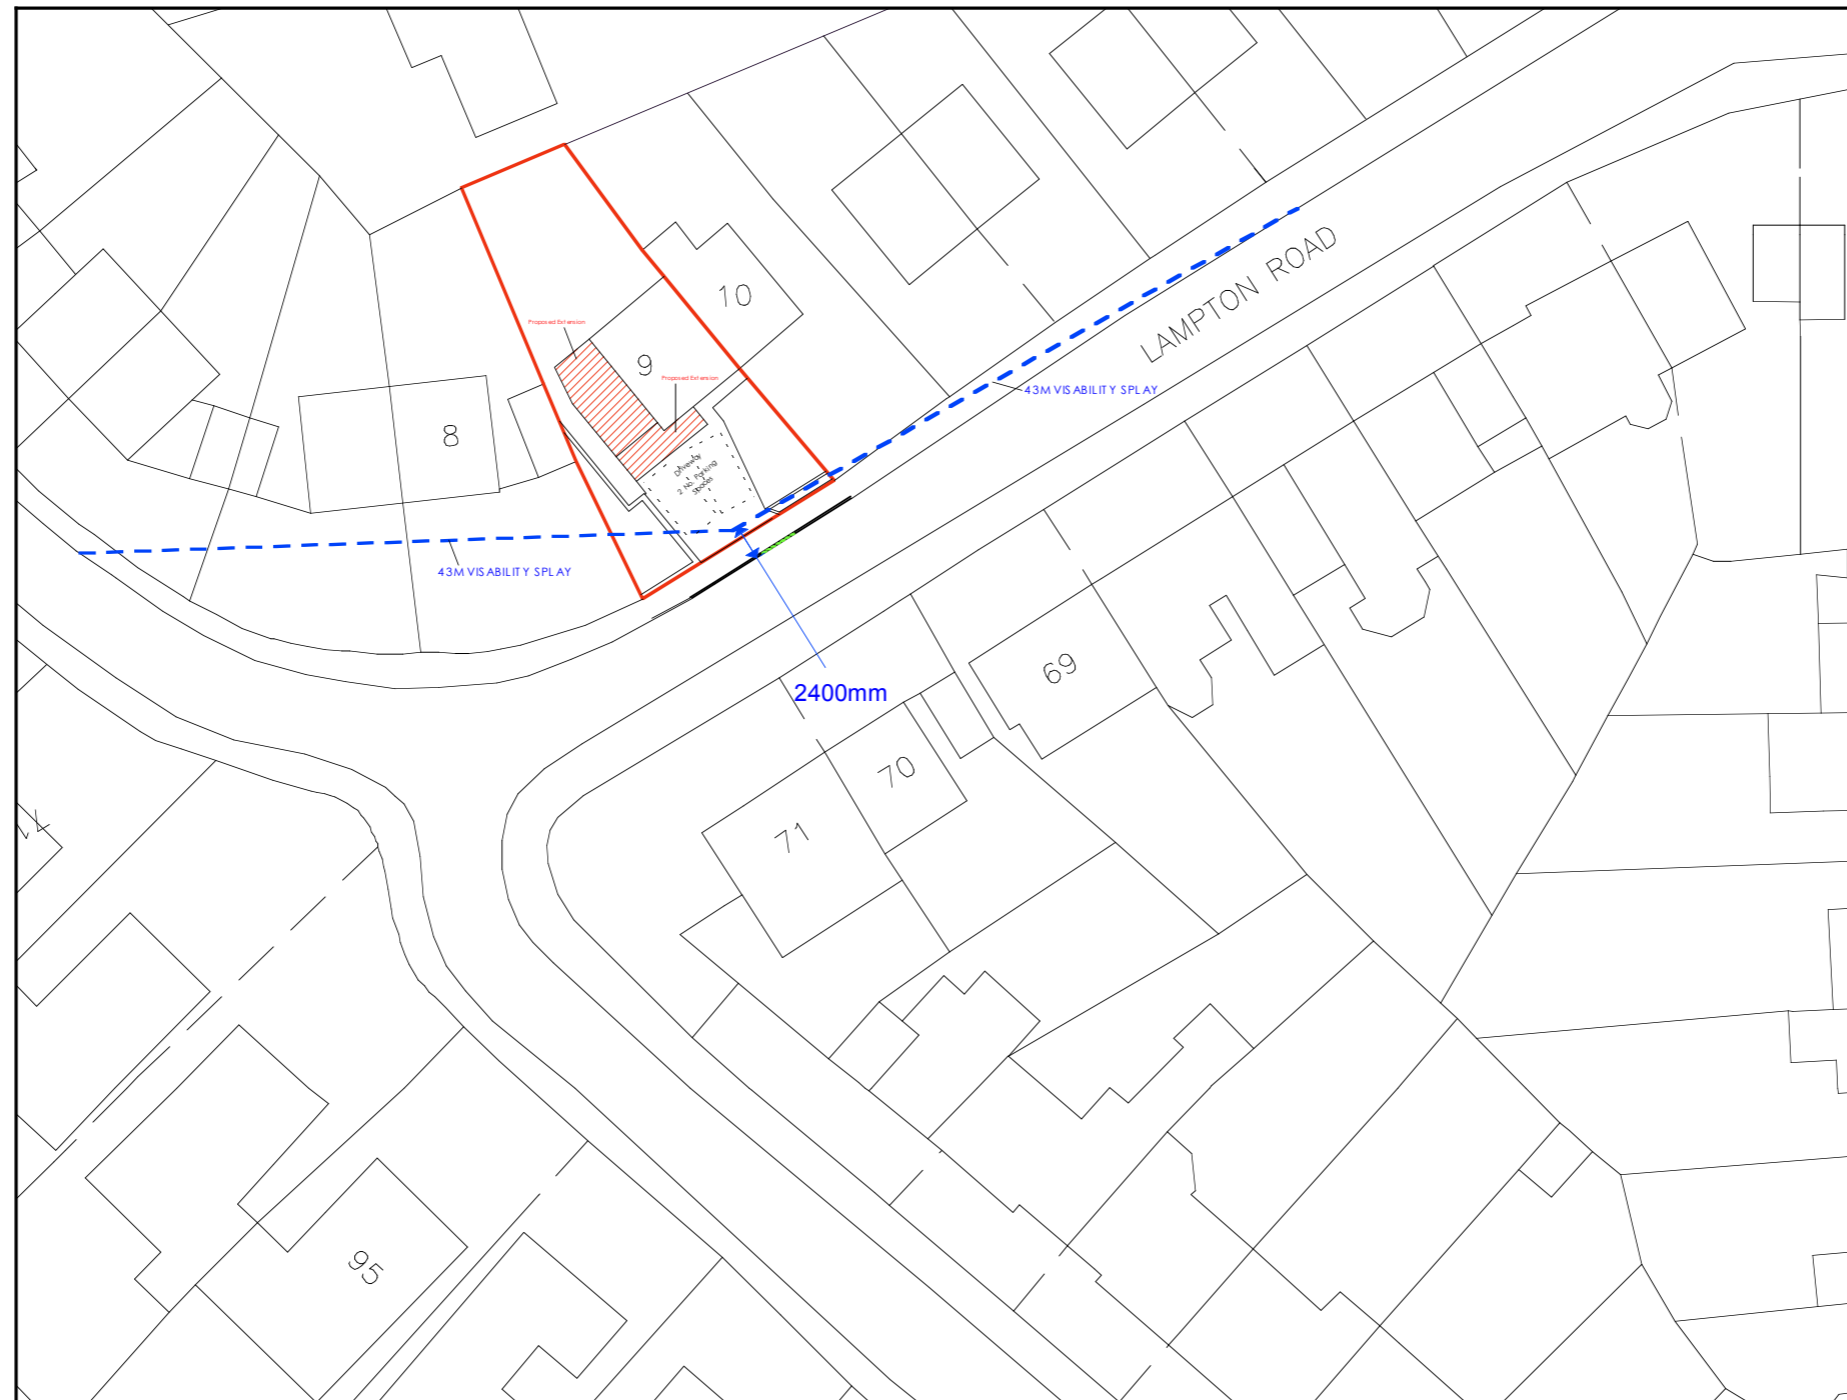 10
Proposed Extension
9
Proposed Extension
LAMPTON ROAD
43M VISABILITY SPLAY
8
Driveway
2 No. Parking
Spaces
43M VISABILITY SPLAY
69
2400mm
70
71
95